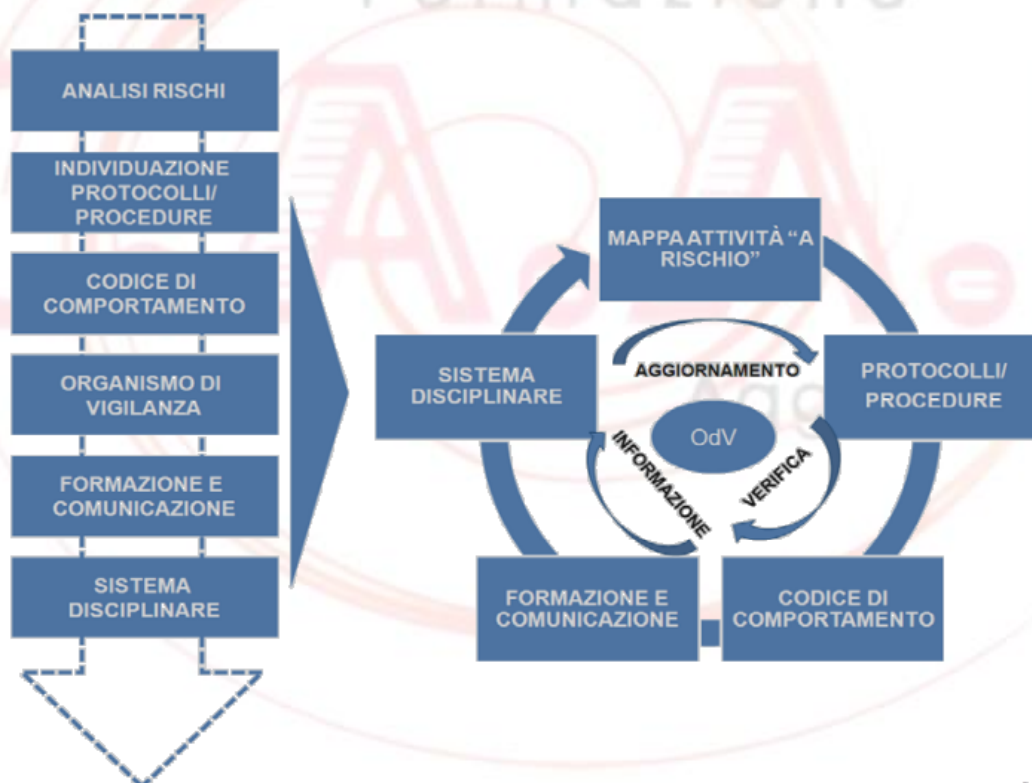 Formazione
ANALISI RISCHI
INDIVIDUAZIONE
PROTOCOLLI/
PROCEDURE
CODICE DI
COMPORTAMENTO
ORGANISMO DI
VIGILANZA
FORMAZIONE E
COMUNICAZIONE
SISTEMA
DISCIPLINARE
MAPPA ATTIVITÀ “A
RISCHIO”
SISTEMA
DISCIPLINARE
AGGIORNAMENTO
PROTOCOLLI/
PROCEDURE
OdV
INFORMAZIONE
VERIFICA
FORMAZIONE E
COMUNICAZIONE
CODICE DI
COMPORTAMENTO